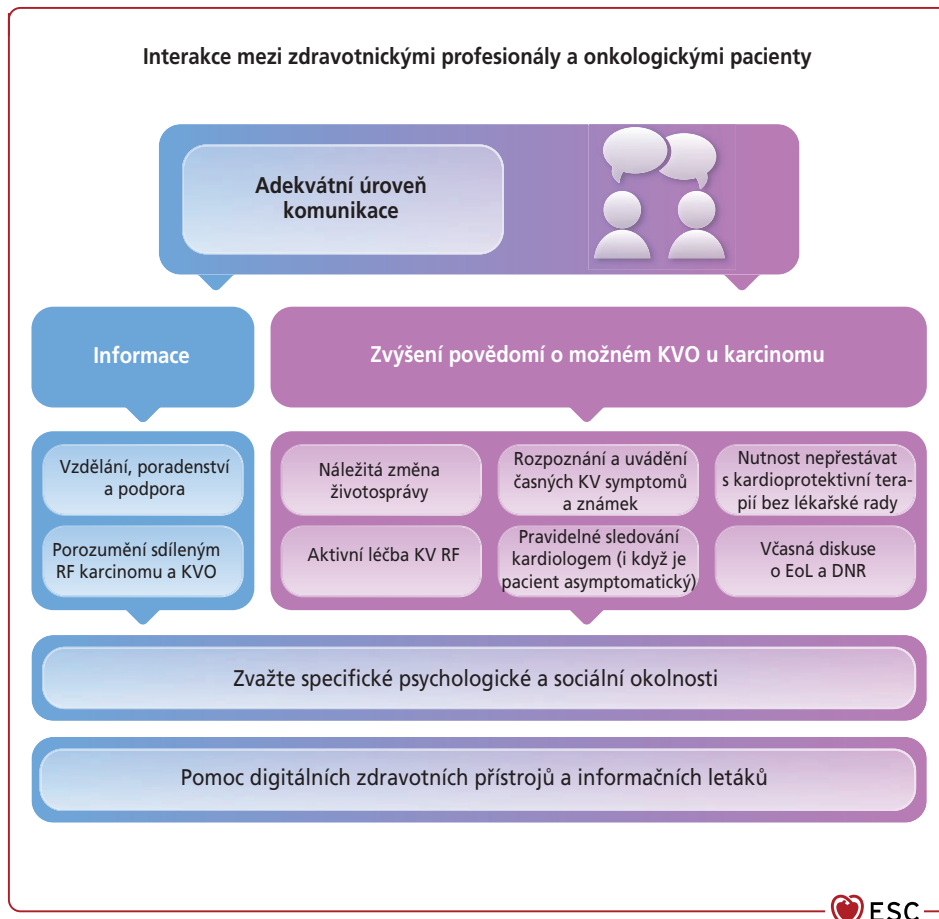 Interakce mezi zdravotnickými profesionály a onkologickými pacienty
Adekvátní úroveň
komunikace
Informace
Zvýšení povědomí o možném KVO u karcinomu
Vzdělání, poradenství
a podpora
Porozumění sdíleným
RF karcinomu a KVO
Náležitá změna
životosprávy
Rozpoznání a uvádění
časných KV symptomů
a známek
Nutnost nepřestávat
s kardioprotektivní tera-
pií bez lékařské rady
Aktivní léčba KV RF
Pravidelné sledování
kardiologem (i když je
pacient asymptomatický)
Včasná diskuse
o EoL a DNR
Zvažte specifické psychologické a sociální okolnosti
Pomoc digitálních zdravotních přístrojů a informačních letáků
ESC